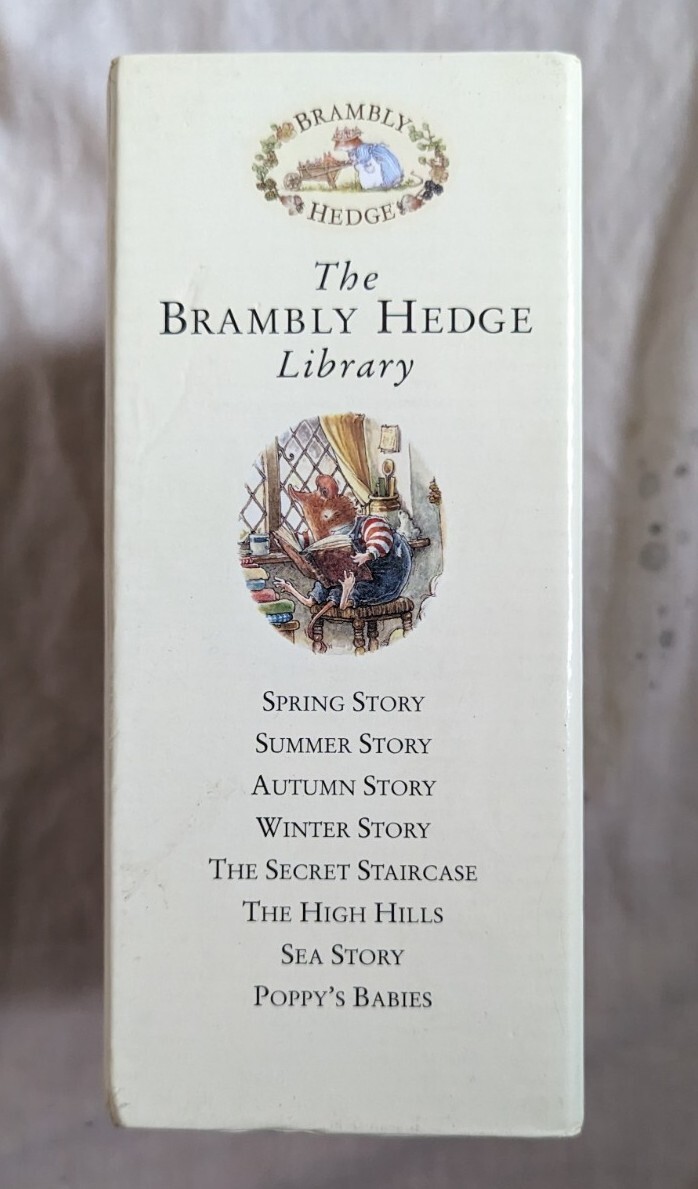 BRAMBLY
HEDGE
The
BRAMBLY HEDGE
Library
SPRING STORY
SUMMER STORY
AUTUMN STORY
WINTER STORY
THE SECRET STAIRCASE
THE HIGH HILLS
SEA STORY
POPPY'S BABIES